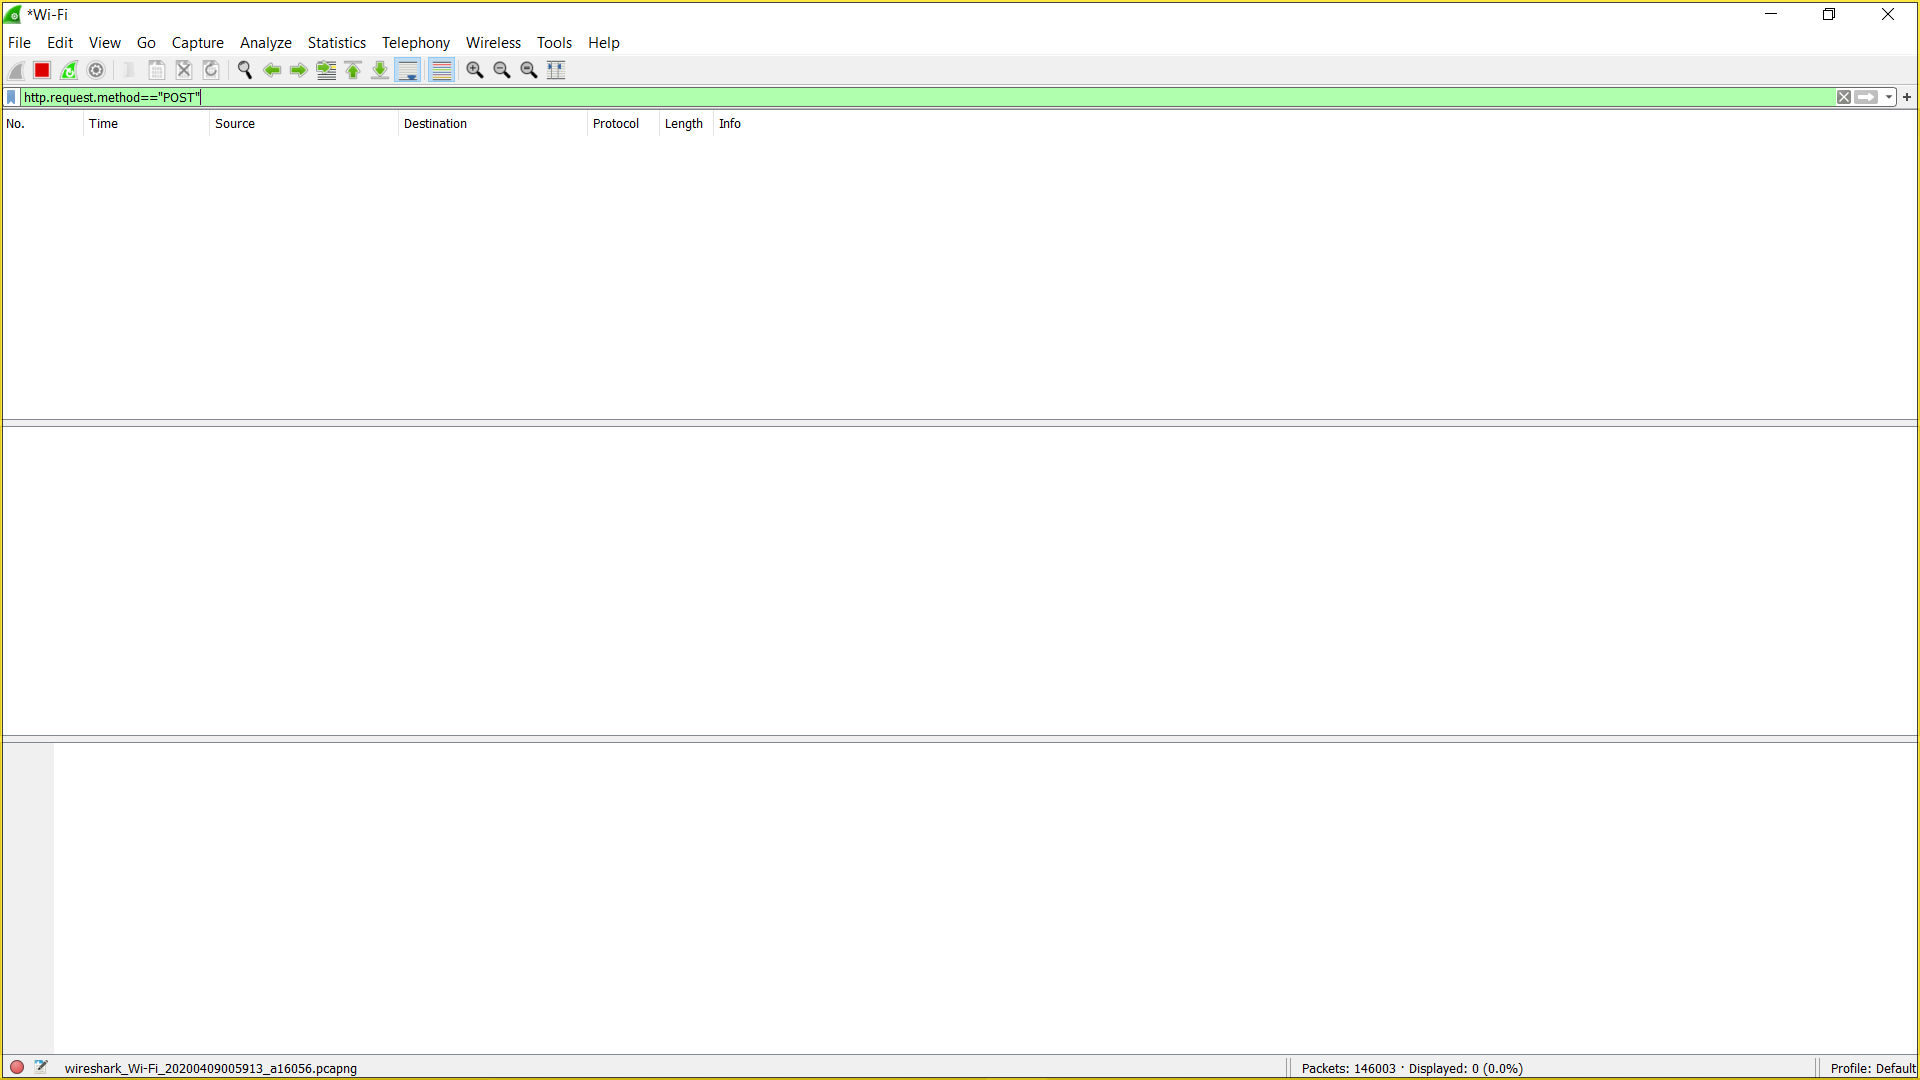 *Wi-Fi
File Edit View Go Capture Analyze Statistics Telephony Wireless Tools Help
http.request.method=="POST"
No. Time Source Destination Protocol Length Info
wireshark_Wi-Fi_20200409005913_a16056.pcapng Packets: 146003 · Displayed: 0 (0.0%) Profile: Default